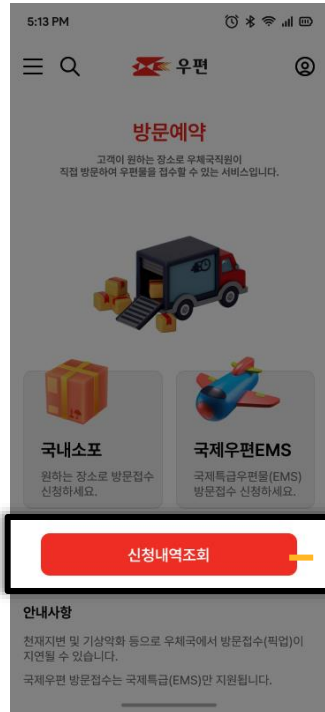 5:13 PM
우편
방문예약
고객이 원하는 장소로 우체국직원이
직접 방문하여 우편물을 접수할 수 있는 서비스입니다.
국내소포
원하는 장소로 방문접수
신청하세요.
국제우편EMS
국제특급우편물(EMS)
방문접수 신청하세요.
신청내역조회
안내사항
천재지변 및 기상악화 등으로 우체국에서 방문접수(픽업)이
지연될 수 있습니다.
국제우편 방문접수는 국제특급(EMS)만 지원됩니다.